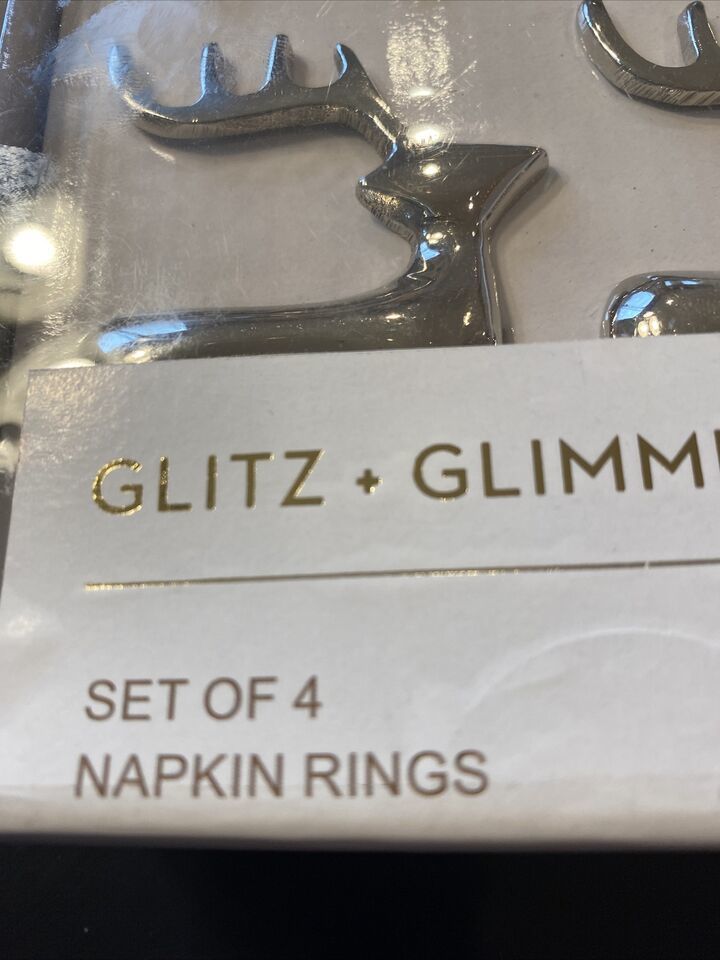 GLITZ + GLIMM
SET OF 4
NAPKIN RINGS